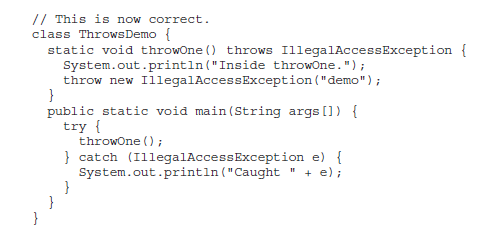 // This is now correct.
class ThrowsDemo {
  static void throwOne() throws IllegalAccessException {
    System.out.println("Inside throwOne.");
    throw new IllegalAccessException("demo");
  }
  public static void main(String args[]) {
    try {
      throwOne();
    } catch (IllegalAccessException e) {
      System.out.println("Caught " + e);
    }
  }
}